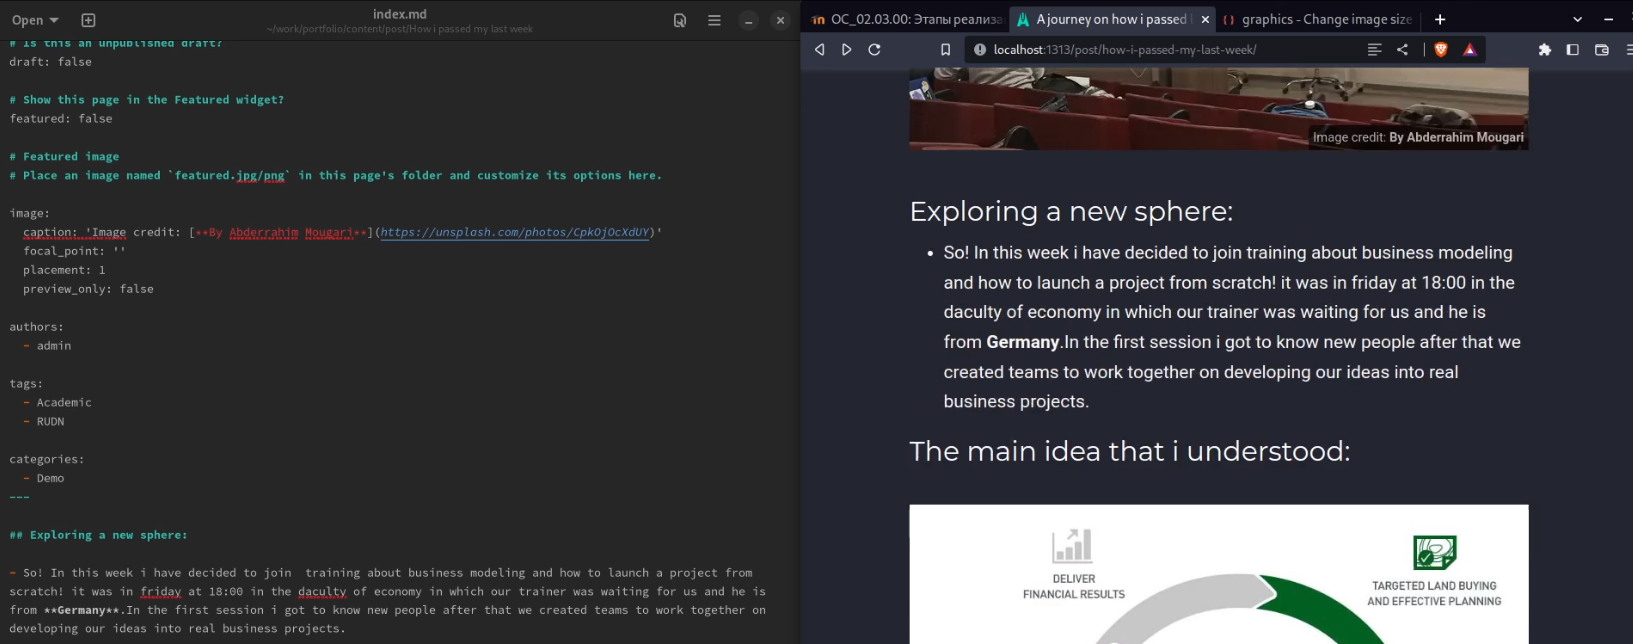 Open
index.md
~/work/portfolio/content/post/How i passed my last week
# Is this an unpublished draft?
draft: false
# Show this page in the Featured widget?
featured: false
# Featured image
# Place an image named `featured.jpg/png` in this page's folder and customize its options here.
image:
caption: 'Image credit: [**By Abderrahim Mougari**](https://unsplash.com/photos/CpkOjOcXdUY)'
focal_point: ''
placement: 1
preview_only: false
authors:
- admin
tags:
- Academic
- RUDN
categories:
- Demo
---
## Exploring a new sphere:
- So! In this week i have decided to join  training about business modeling and how to launch a project from
scratch! it was in friday at 18:00 in the daculty of economy in which our trainer was waiting for us and he is
from **Germany**.In the first session i got to know new people after that we created teams to work together on
developing our ideas into real business projects.
ОС_02.03.00: Этапы реализа
A journey on how i passed
graphics - Change image size
localhost:1313/post/how-i-passed-my-last-week/
Image credit: By Abderrahim Mougari
Exploring a new sphere:
• So! In this week i have decided to join training about business modeling
and how to launch a project from scratch! it was in friday at 18:00 in the
daculty of economy in which our trainer was waiting for us and he is
from Germany.In the first session i got to know new people after that we
created teams to work together on developing our ideas into real
business projects.
The main idea that i understood:
DELIVER
FINANCIAL RESULTS
TARGETED LAND BUYING
AND EFFECTIVE PLANNING